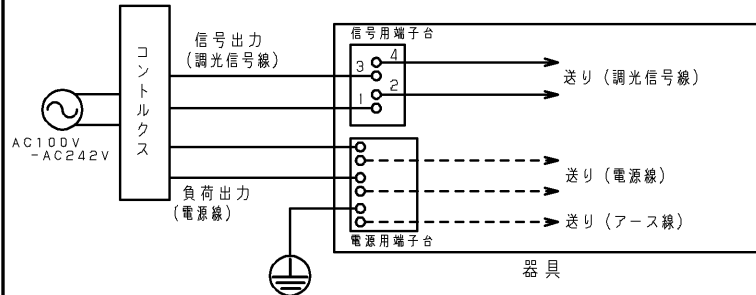 コントルクス
AC100V
-AC242V
信号出力
(調光信号線)
負荷出力
(電源線)
信号用端子台
4
3
2
1
送り(調光信号線)
送り(電源線)
送り(アース線)
電源用端子台
器具